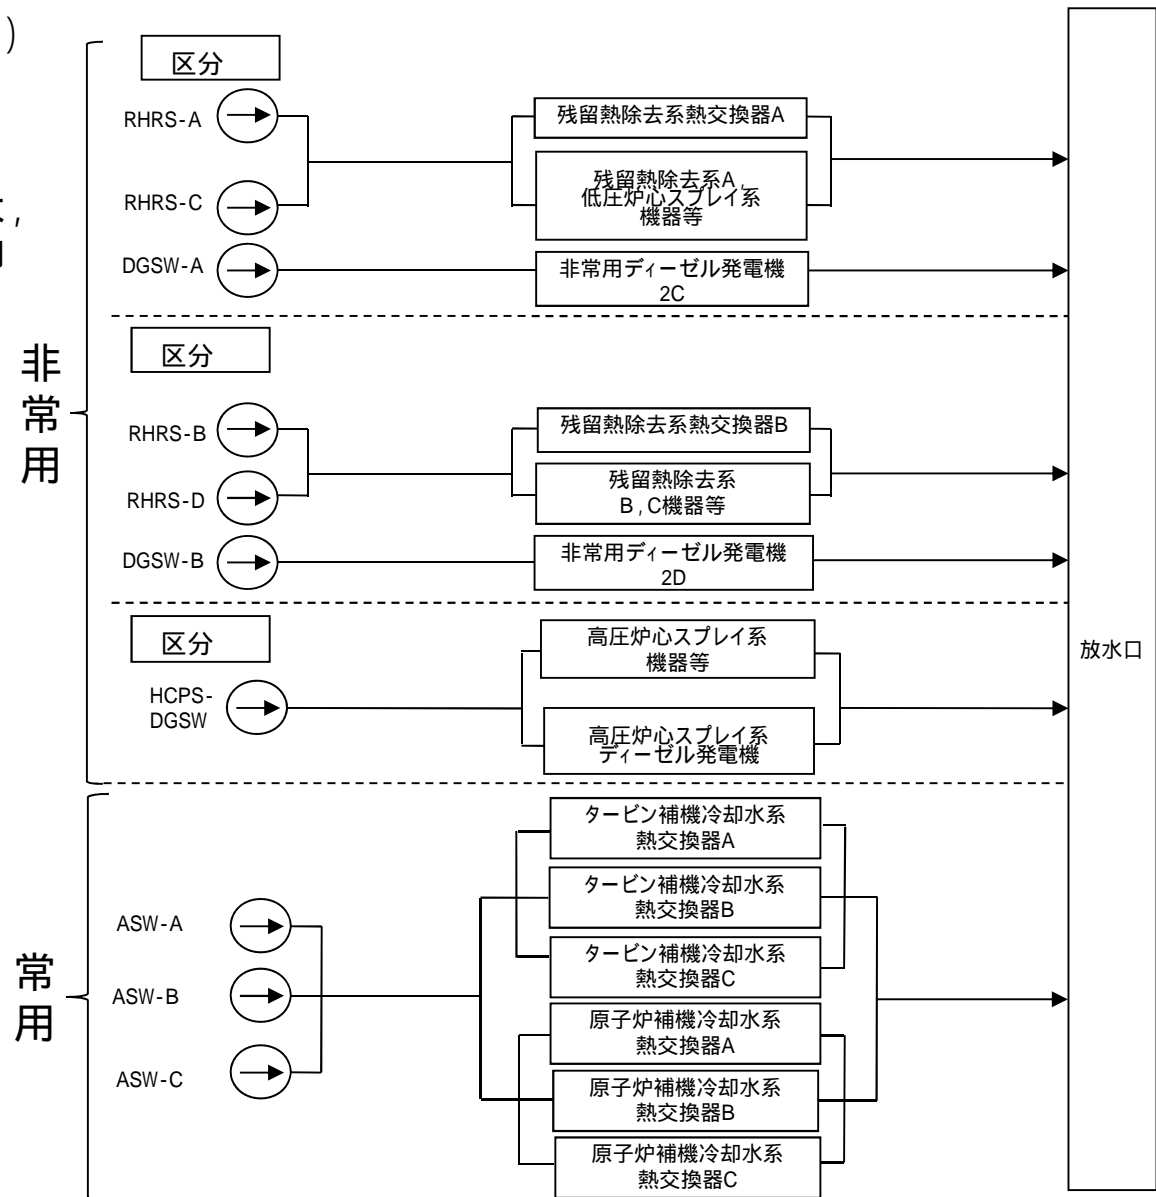 )
,
非常用
区分
RHRS-A
残留熱除去系熱交換器A
RHRS-C
残留熱除去系A,
低圧炉心スプレイ系
機器等
DGSW-A
非常用ディーゼル発電機
2C
区分
RHRS-B
残留熱除去系熱交換器B
RHRS-D
残留熱除去系
B,C機器等
DGSW-B
非常用ディーゼル発電機
2D
区分
高圧炉心スプレイ系
機器等
HCPS-
DGSW
高圧炉心スプレイ系
ディーゼル発電機
放水口
常用
タービン補機冷却水系
熱交換器A
タービン補機冷却水系
熱交換器B
ASW-A
タービン補機冷却水系
熱交換器C
ASW-B
原子炉補機冷却水系
熱交換器A
ASW-C
原子炉補機冷却水系
熱交換器B
原子炉補機冷却水系
熱交換器C